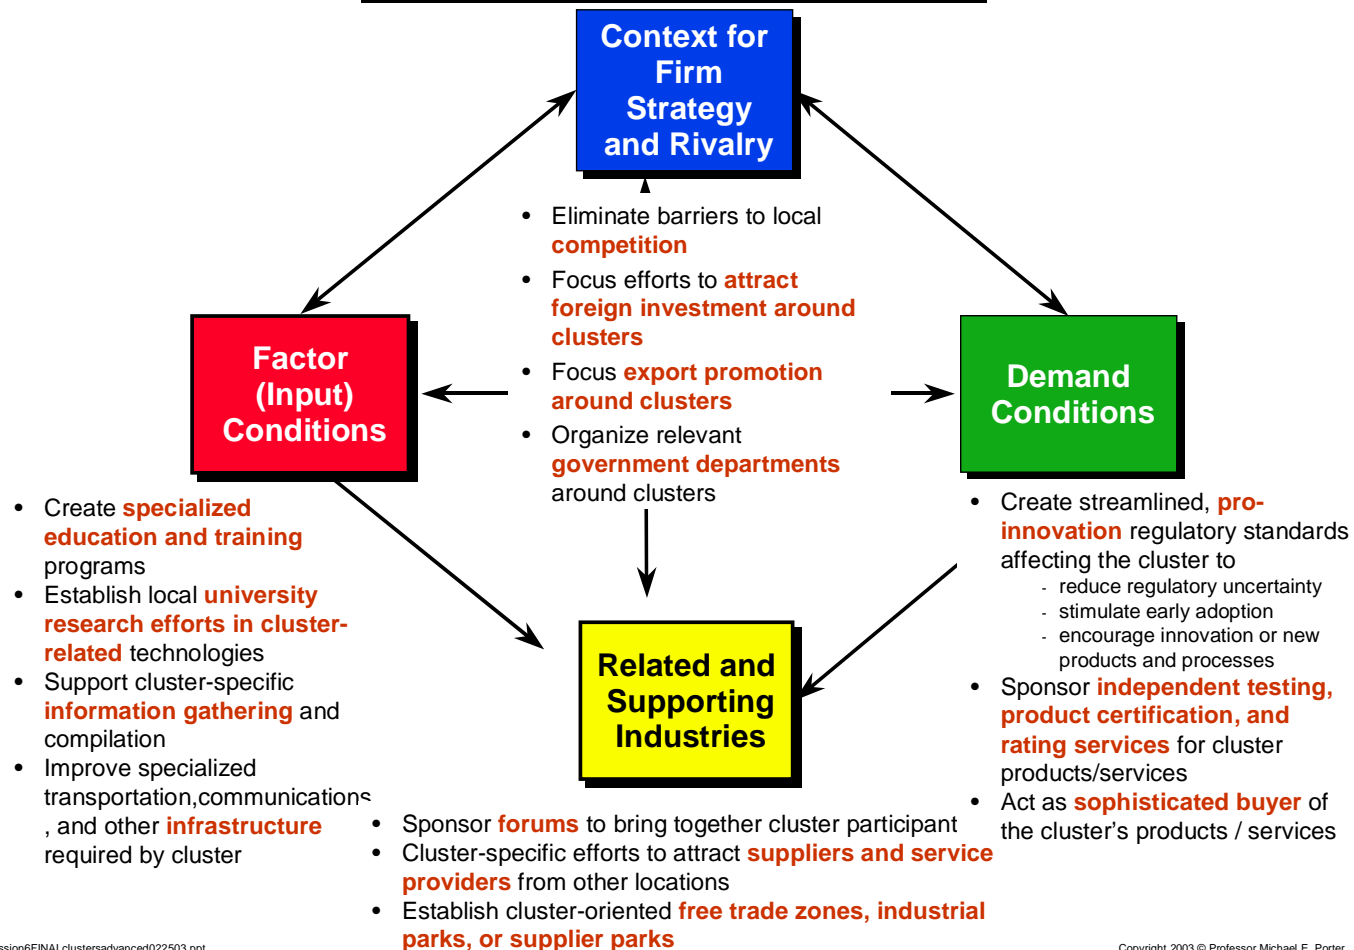 Context for
Firm
Strategy
and Rivalry
• Eliminate barriers to local
competition
• Focus efforts to attract
foreign investment around
clusters
• Focus export promotion
around clusters
• Organize relevant
government departments
around clusters
Factor
(Input)
Conditions
Demand
Conditions
• Create specialized
education and training
programs
• Establish local university
research efforts in cluster-
related technologies
• Support cluster-specific
information gathering and
compilation
• Improve specialized
transportation,communications
, and other infrastructure
required by cluster
• Create streamlined, pro-
innovation regulatory standards
affecting the cluster to
- reduce regulatory uncertainty
- stimulate early adoption
- encourage innovation or new
products and processes
• Sponsor independent testing,
product certification, and
rating services for cluster
products/services
• Act as sophisticated buyer of
the cluster's products / services
Related and
Supporting
Industries
• Sponsor forums to bring together cluster participant
• Cluster-specific efforts to attract suppliers and service
providers from other locations
• Establish cluster-oriented free trade zones, industrial
parks, or supplier parks
ssion6FINALclustersadvanced022503.ppt
Copyright 2003 © Professor Michael E. Porter